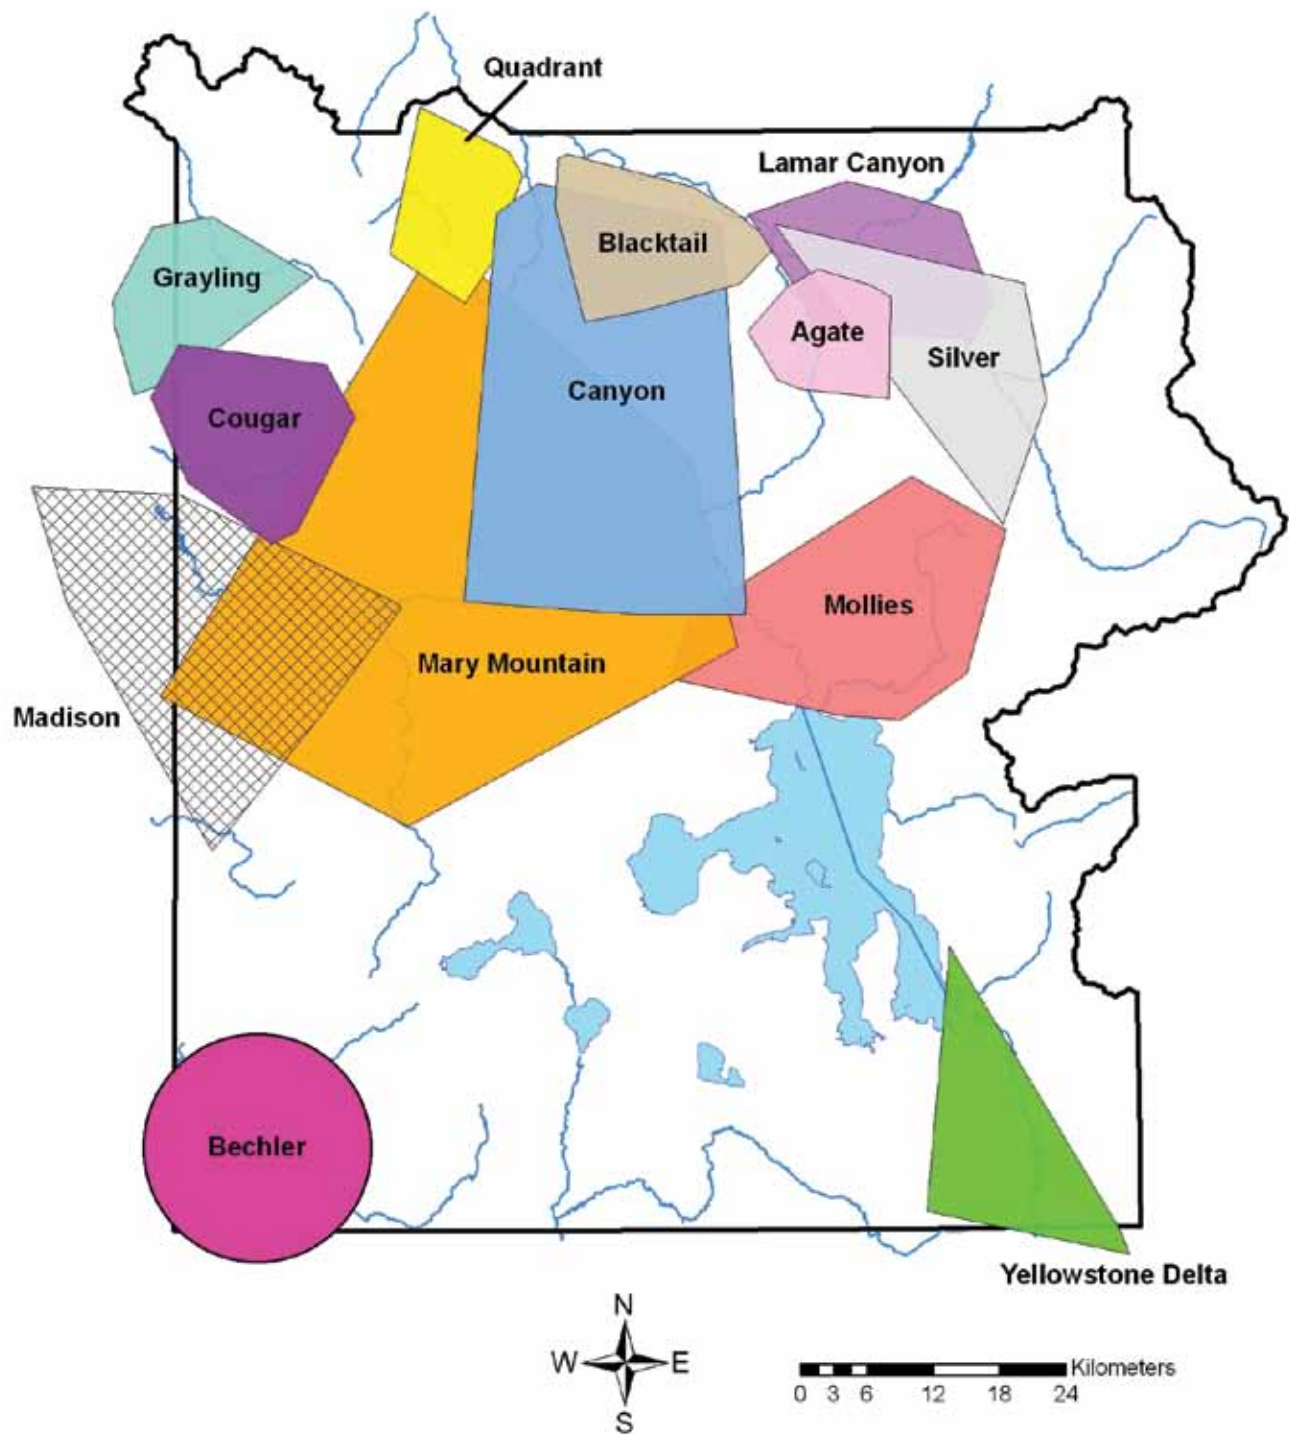 Quadrant
Lamar Canyon
Blacktail
Grayling
Agate
Silver
Canyon
Cougar
Mollies
Mary Mountain
Madison
Bechler
Yellowstone Delta
N
W E
S
Kilometers
0 3 6 12 18 24